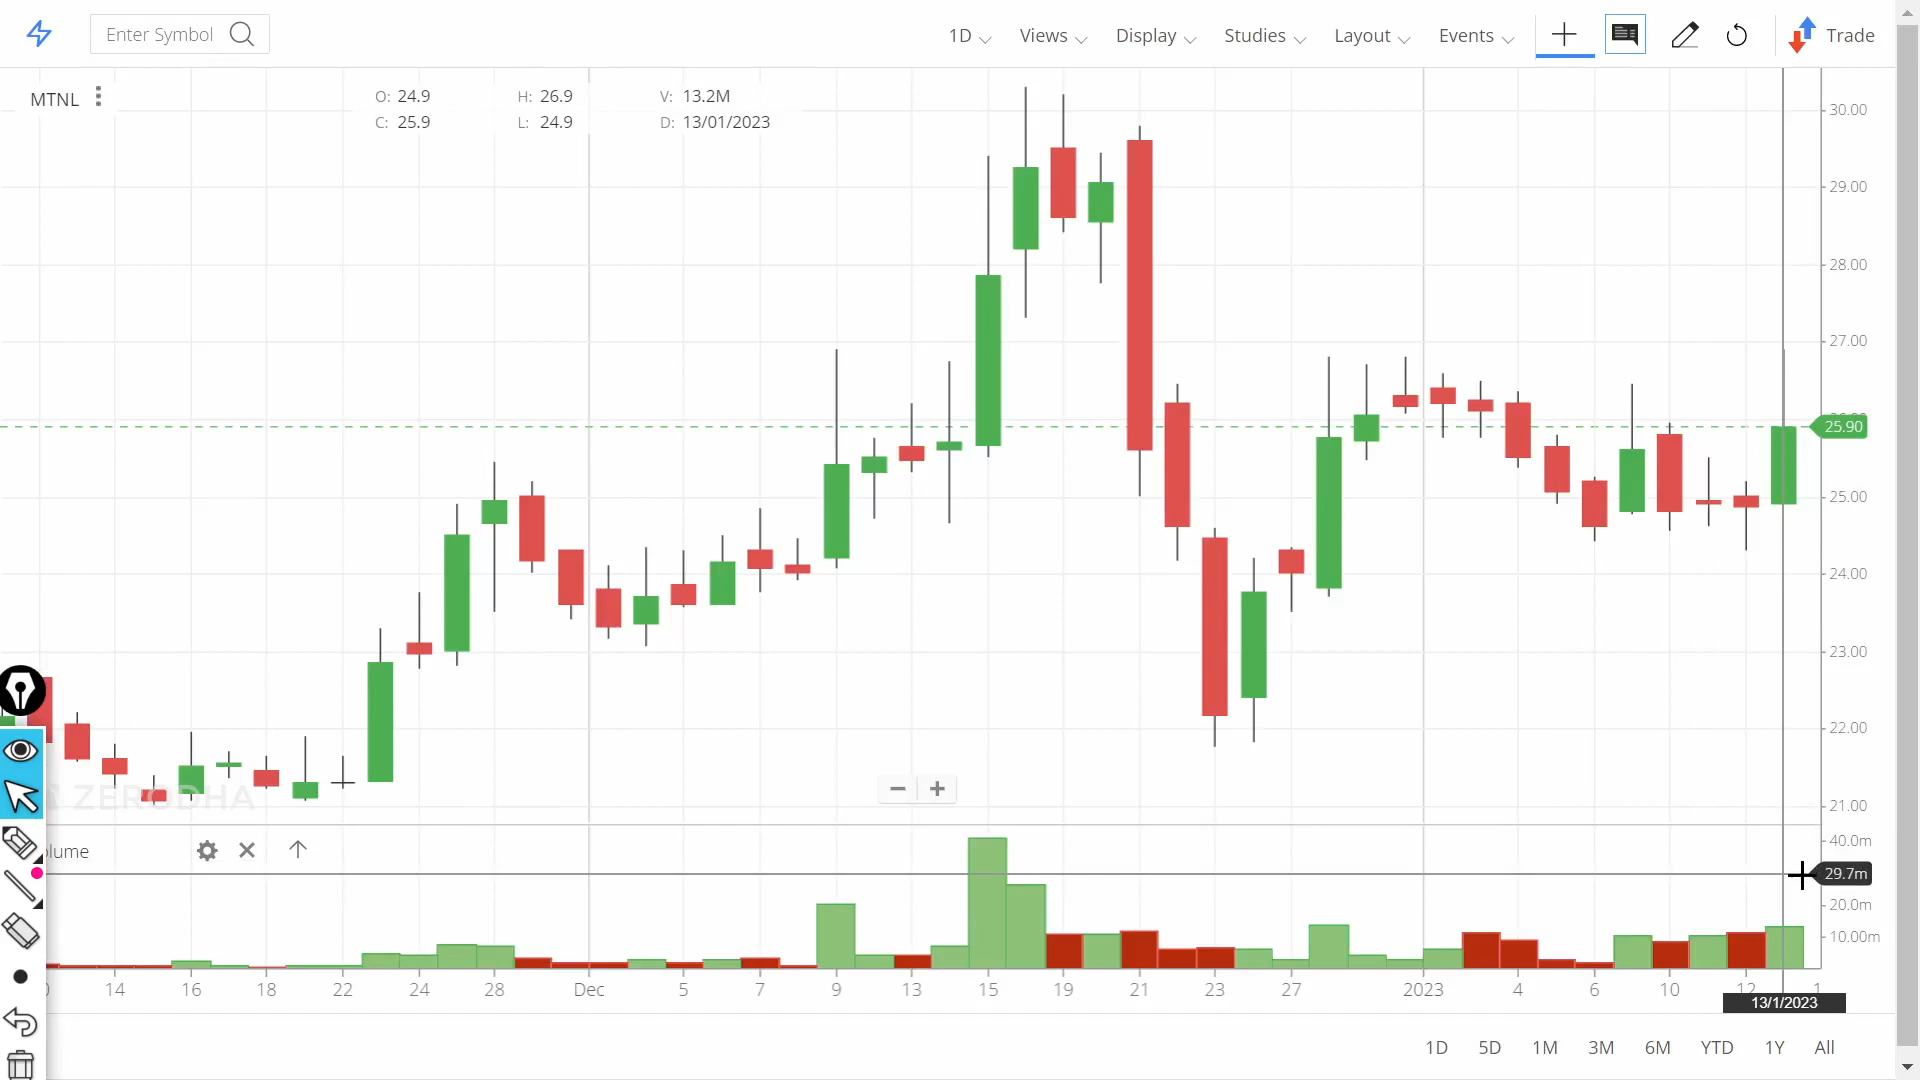 Enter Symbol
1D Views Display Studies Layout Events Trade
MTNL
O: 24.9 H: 26.9 V: 13.2M
C: 25.9 L: 24.9 D: 13/01/2023
30.00
29.00
28.00
27.00
25.90
25.00
24.00
23.00
22.00
ZERODHA
21.00
lume
40.0m
29.7m
20.0m
10.00m
14 16 18 22 24 28 Dec 5 7 9 13 15 19 21 23 27 2023 4 6 10 12 1
13/1/2023
1D 5D 1M 3M 6M YTD 1Y All